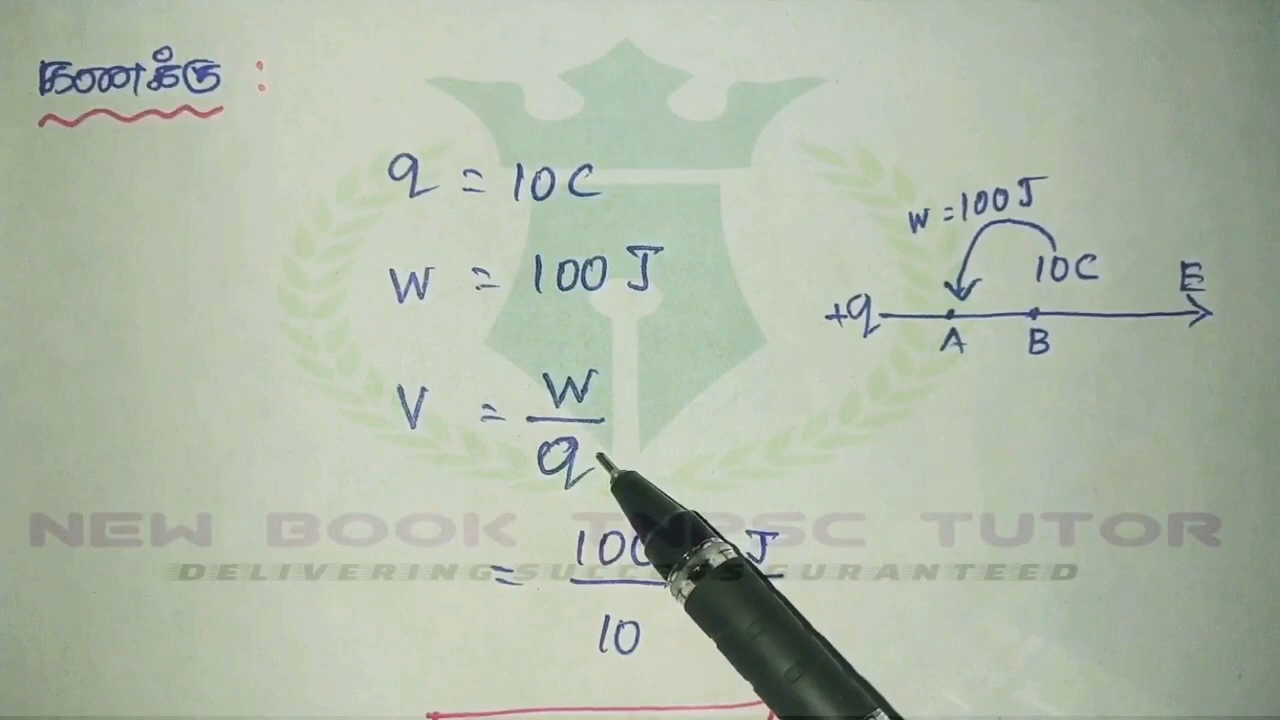 கணக்கு :
q = 10C
W = 100 J
V = W
q
= 100 J
10
W = 100 J
10C
+q E
A B
NEW BOOK TNPSC TUTOR
DELIVERING SUCCESS GURANTEED